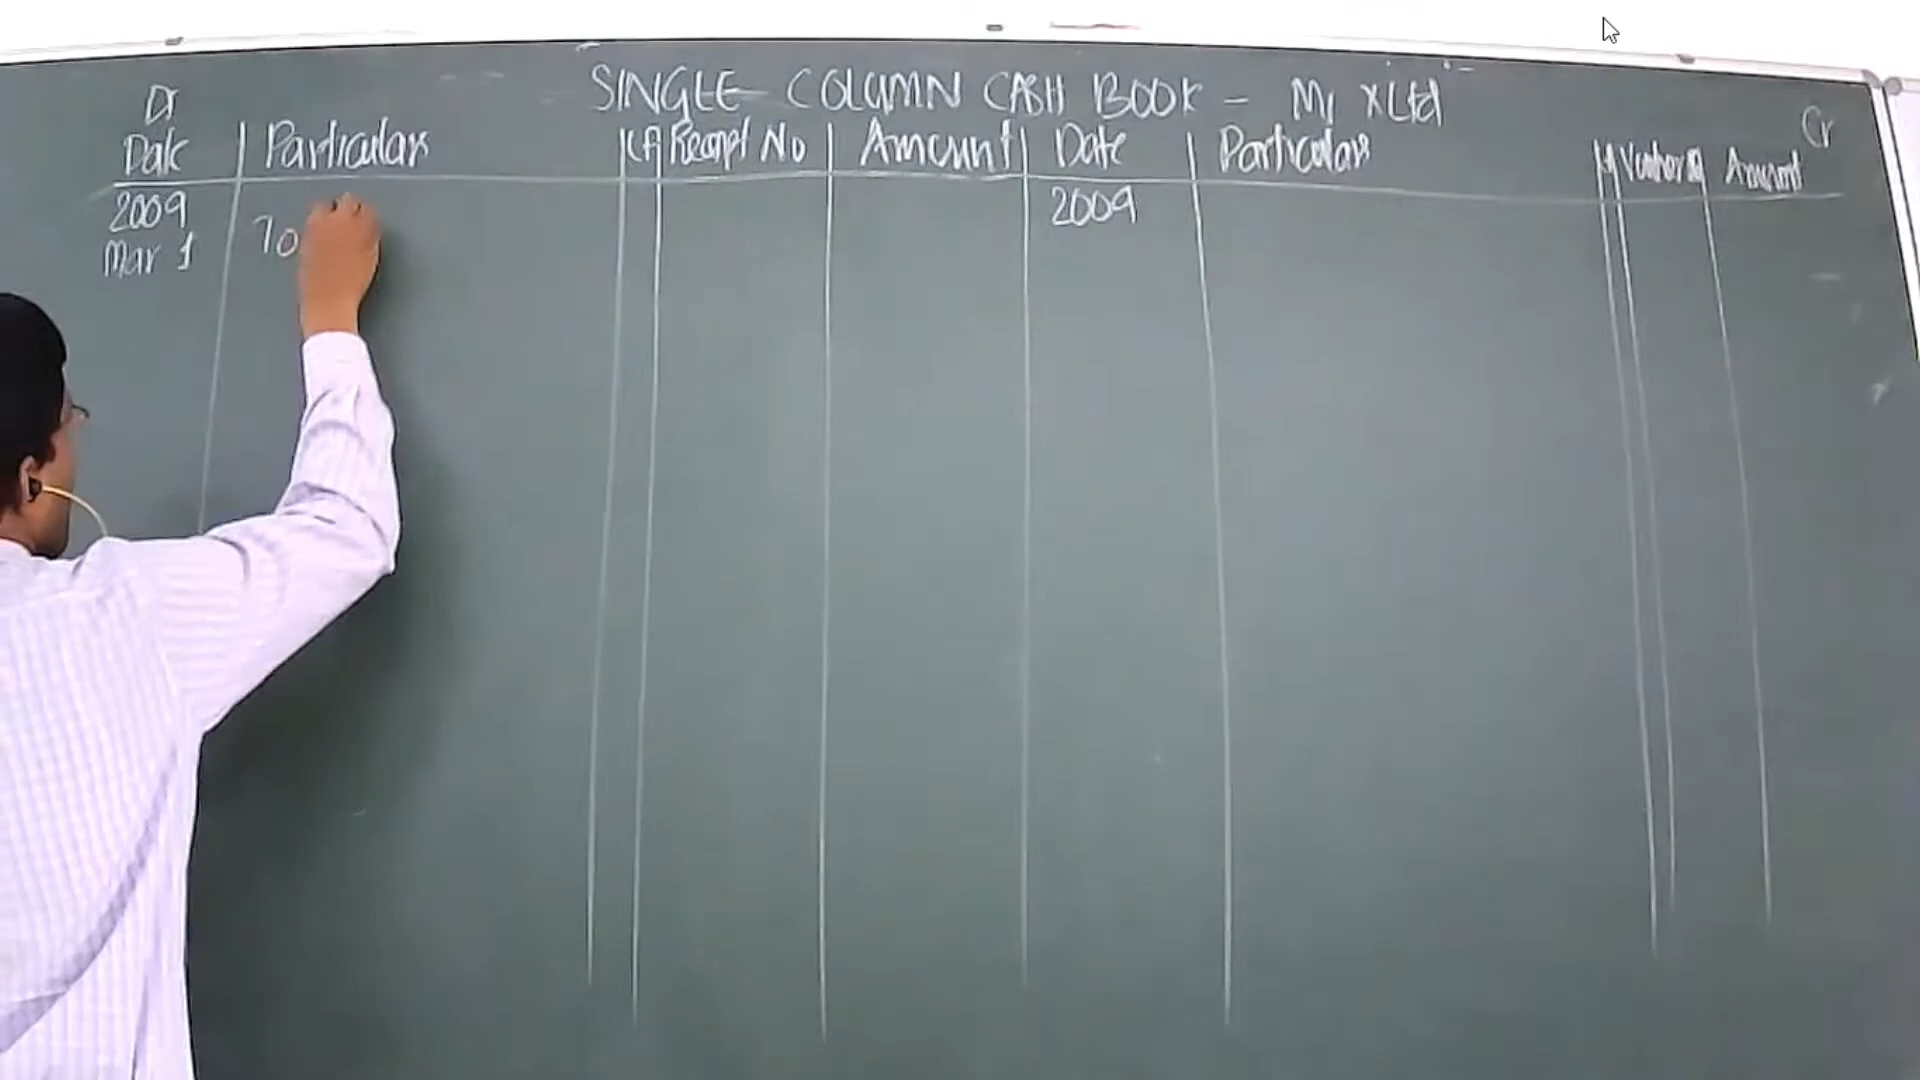 SINGLE COLUMN CASH BOOK - M/ X Ltd
Dr
Cr
Date Particulars LF Receipt No Amount Date Particulars LF Voucher No Amount
2009 2009
Mar 1 To